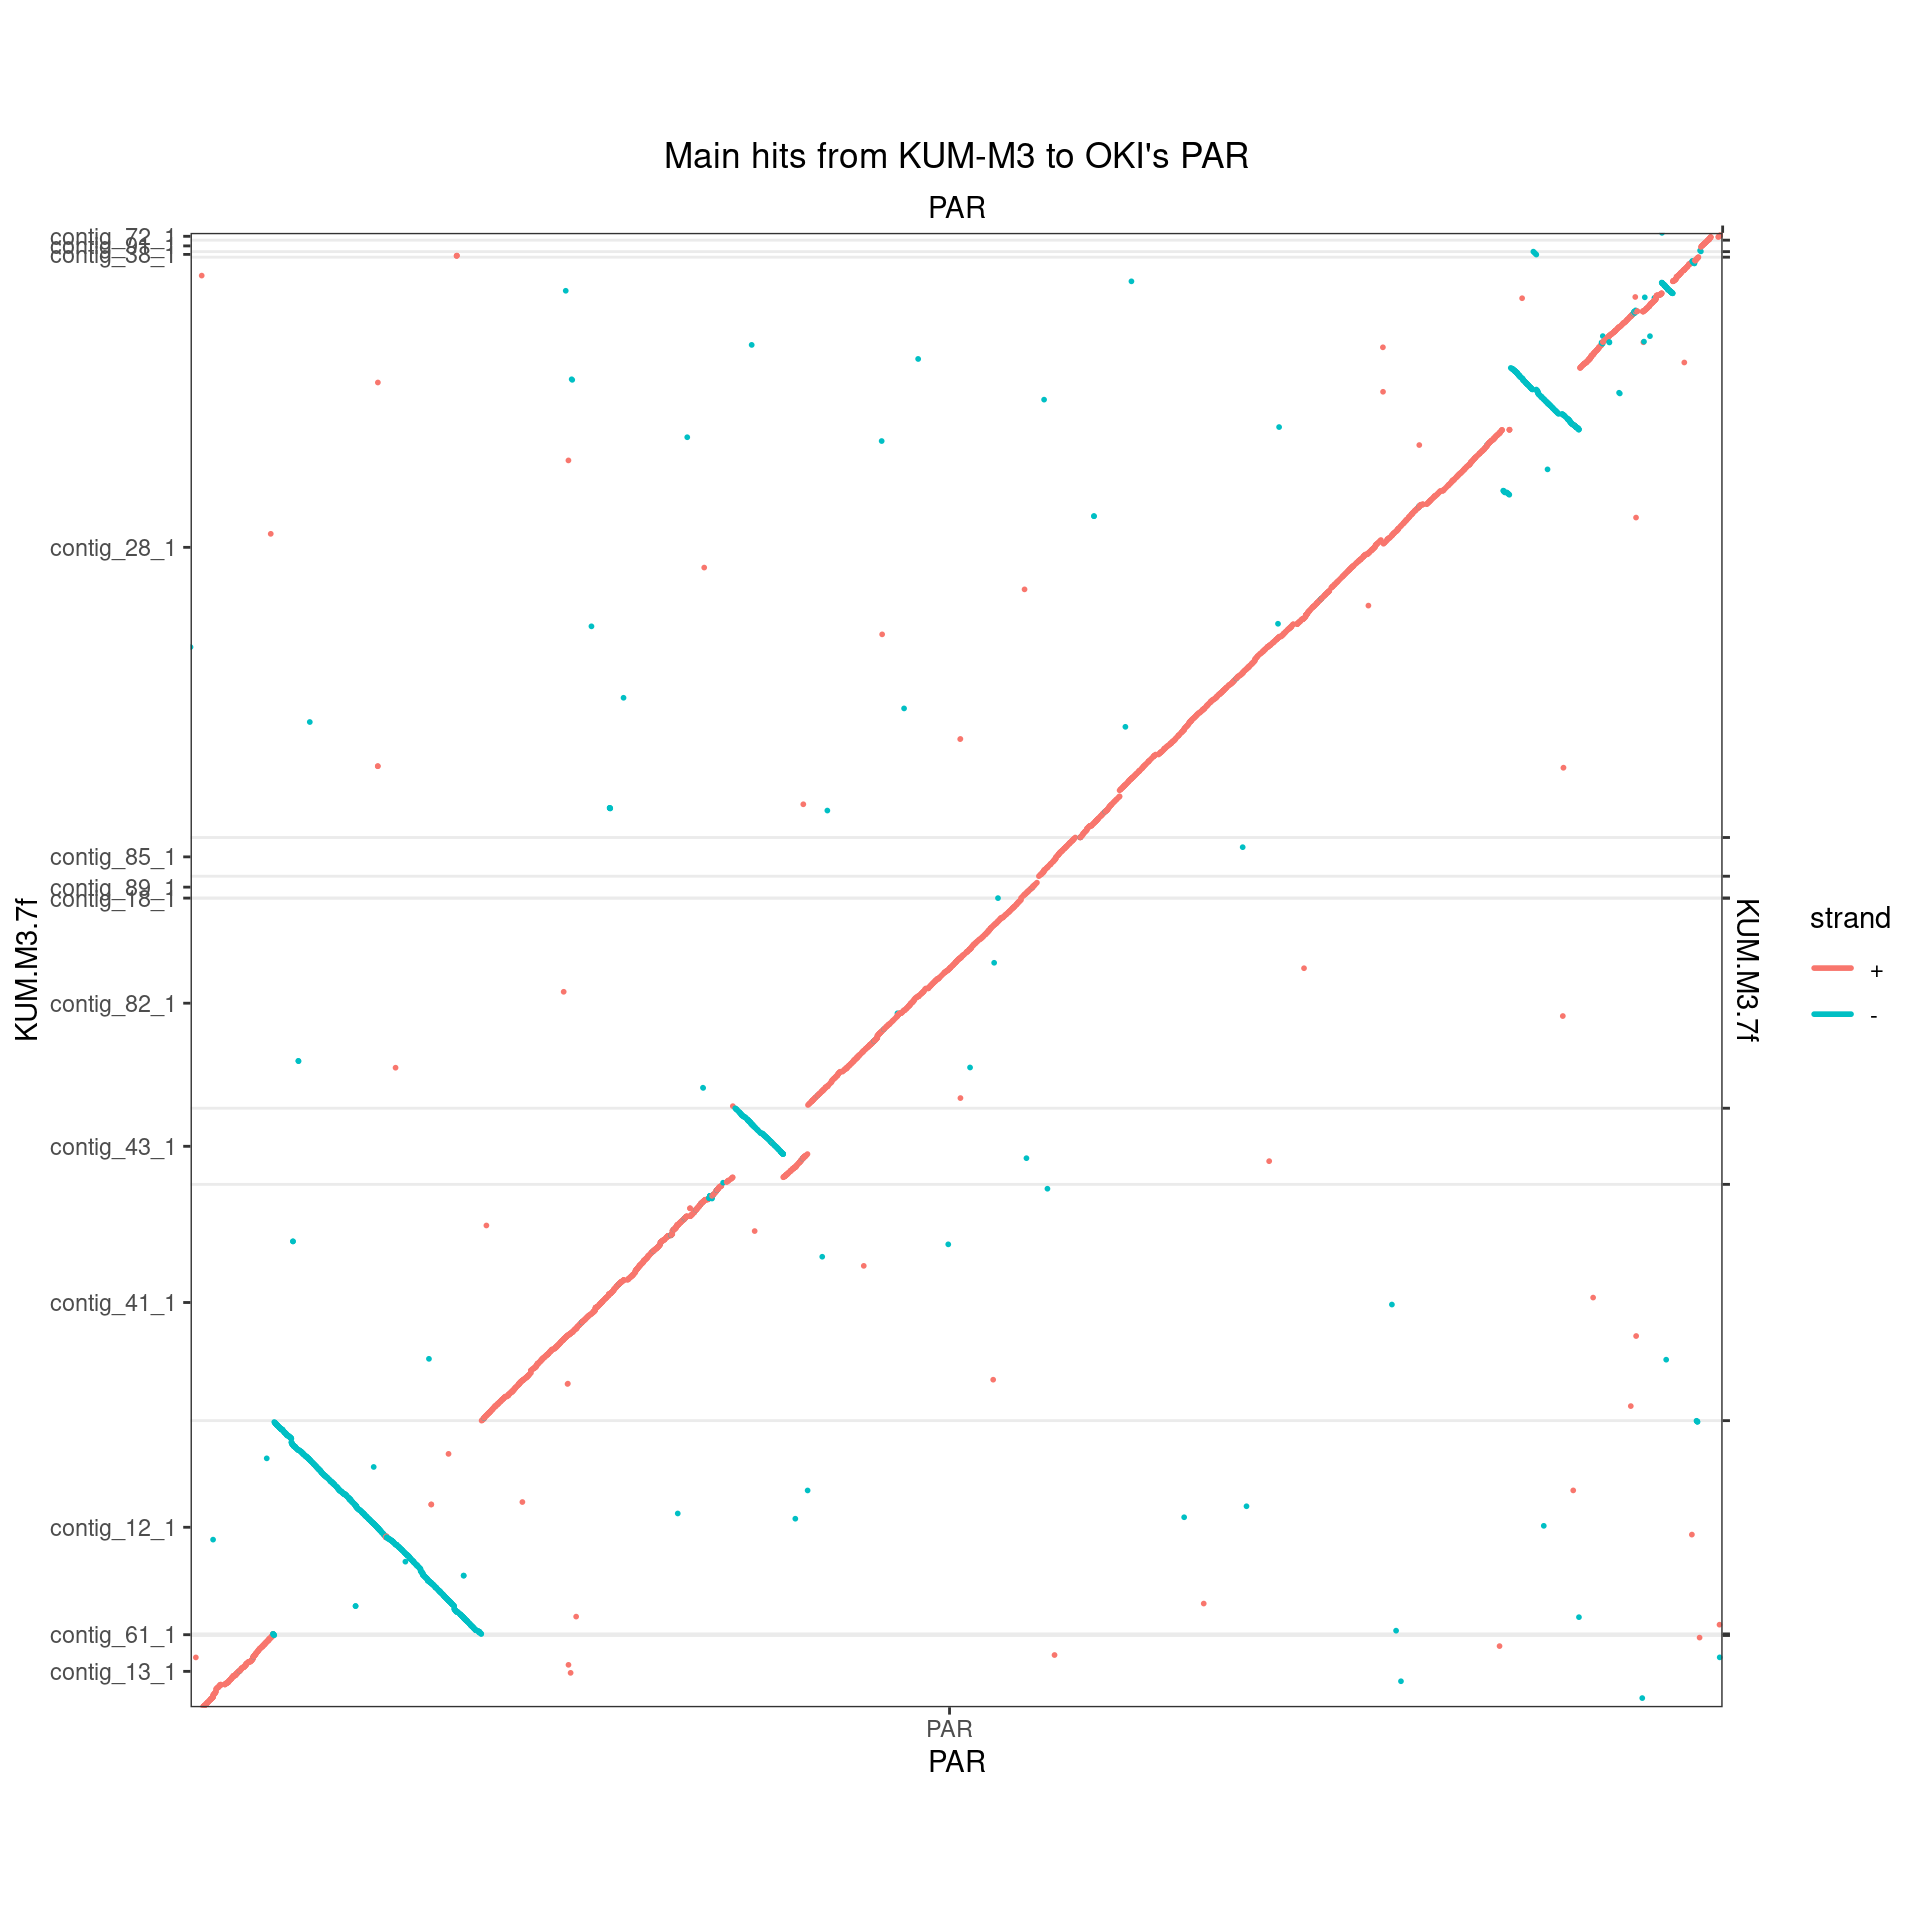 Main hits from KUM-M3 to OKI's PAR
PAR
contig_72_1
contig_38_1
contig_28_1
contig_85_1
contig_89_1
contig_18_1
contig_82_1
contig_43_1
contig_41_1
contig_12_1
contig_61_1
contig_13_1
KUM.M3.7f
KUM.M3.7f
strand
+
-
PAR
PAR